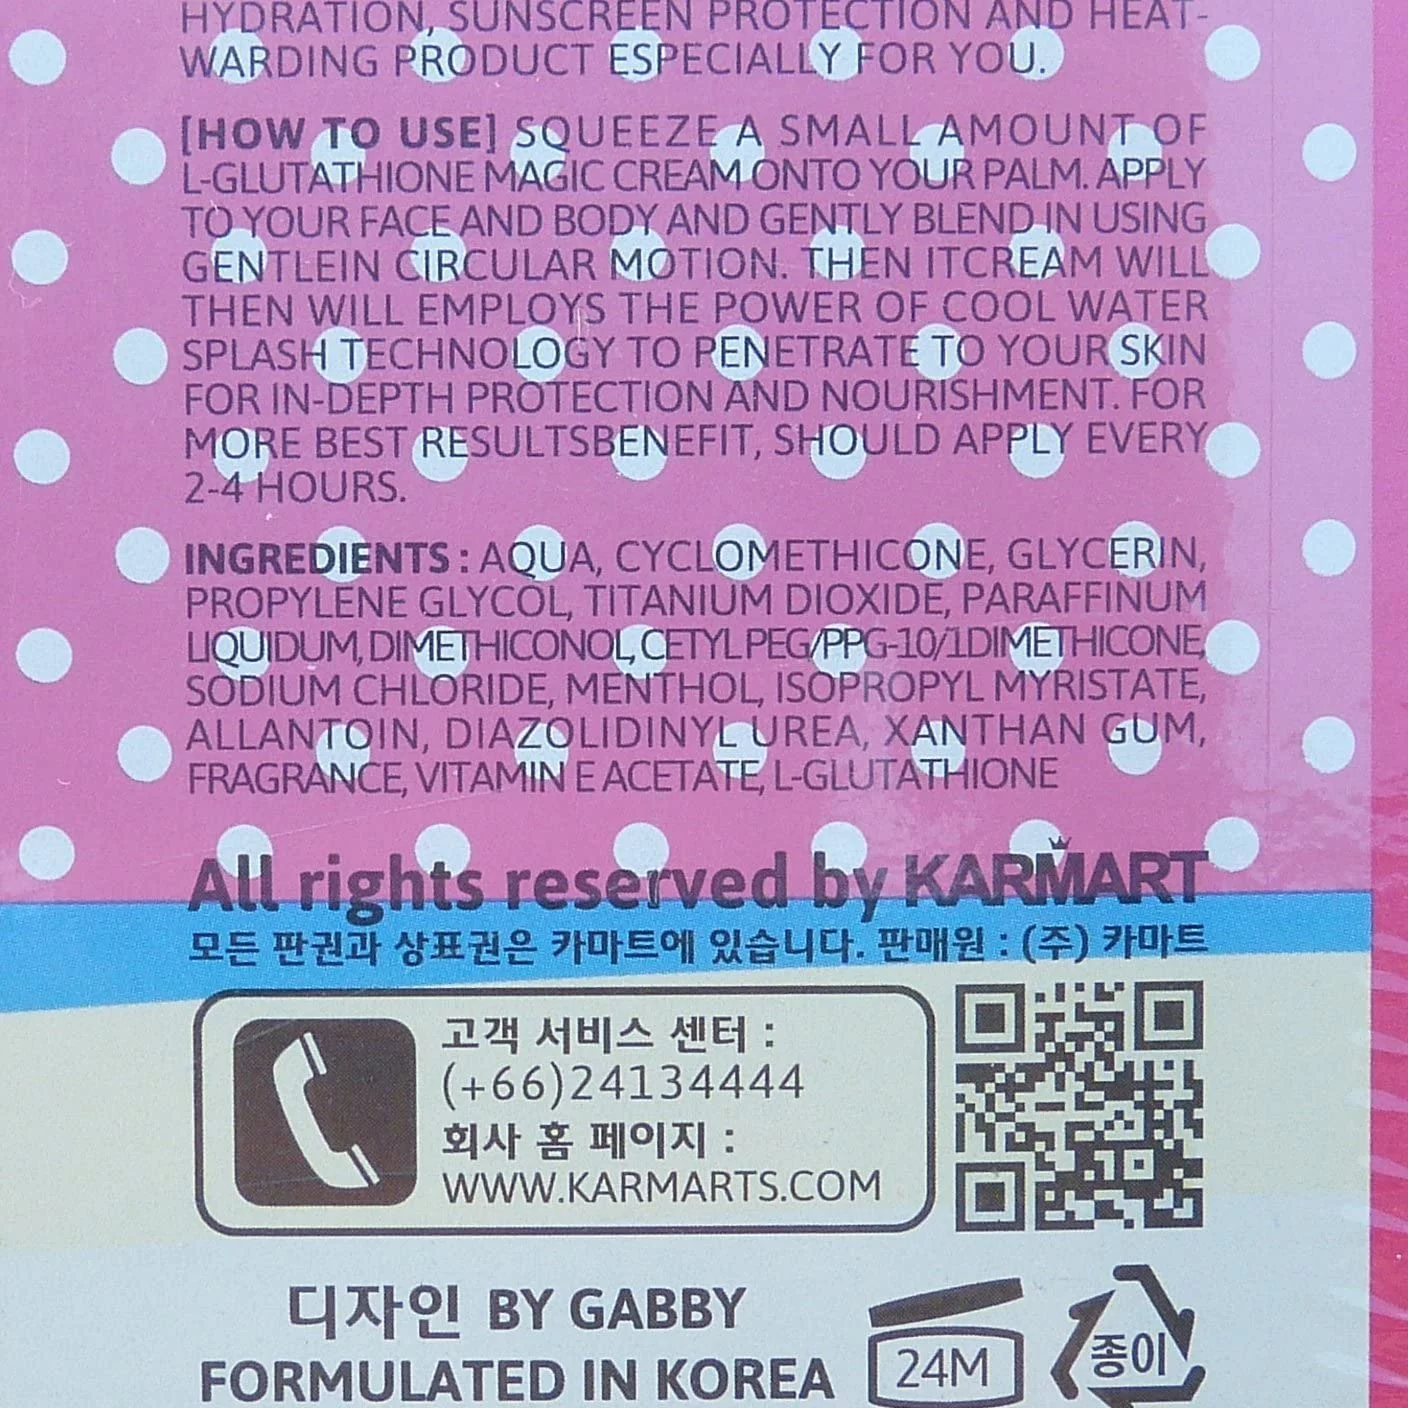 HYDRATION, SUNSCREEN PROTECTION AND HEAT-
WARDING PRODUCT ESPECIALLY FOR YOU.
[HOW TO USE] SQUEEZE A SMALL AMOUNT OF
L-GLUTATHIONE MAGIC CREAM ONTO YOUR PALM. APPLY
TO YOUR FACE AND BODY AND GENTLY BLEND IN USING
GENTLEIN CIRCULAR MOTION. THEN ITCREAM WILL
THEN WILL EMPLOYS THE POWER OF COOL WATER
SPLASH TECHNOLOGY TO PENETRATE TO YOUR SKIN
FOR IN-DEPTH PROTECTION AND NOURISHMENT. FOR
MORE BEST RESULTSBENEFIT, SHOULD APPLY EVERY
2-4 HOURS.
INGREDIENTS : AQUA, CYCLOMETHICONE, GLYCERIN,
PROPYLENE GLYCOL, TITANIUM DIOXIDE, PARAFFINUM
LIQUIDUM, DIMETHICONOL, CETYL PEG/PPG-10/1DIMETHICONE,
SODIUM CHLORIDE, MENTHOL, ISOPROPYL MYRISTATE,
ALLANTOIN, DIAZOLIDINYL UREA, XANTHAN GUM,
FRAGRANCE, VITAMIN E ACETATE, L-GLUTATHIONE
All rights reserved by KARMART
모든 판권과 상표권은 카마트에 있습니다. 판매원 : (주) 카마트
고객 서비스 센터 :
(+66)24134444
회사 홈 페이지 :
WWW.KARMARTS.COM
디자인 BY GABBY
FORMULATED IN KOREA
24M
종이